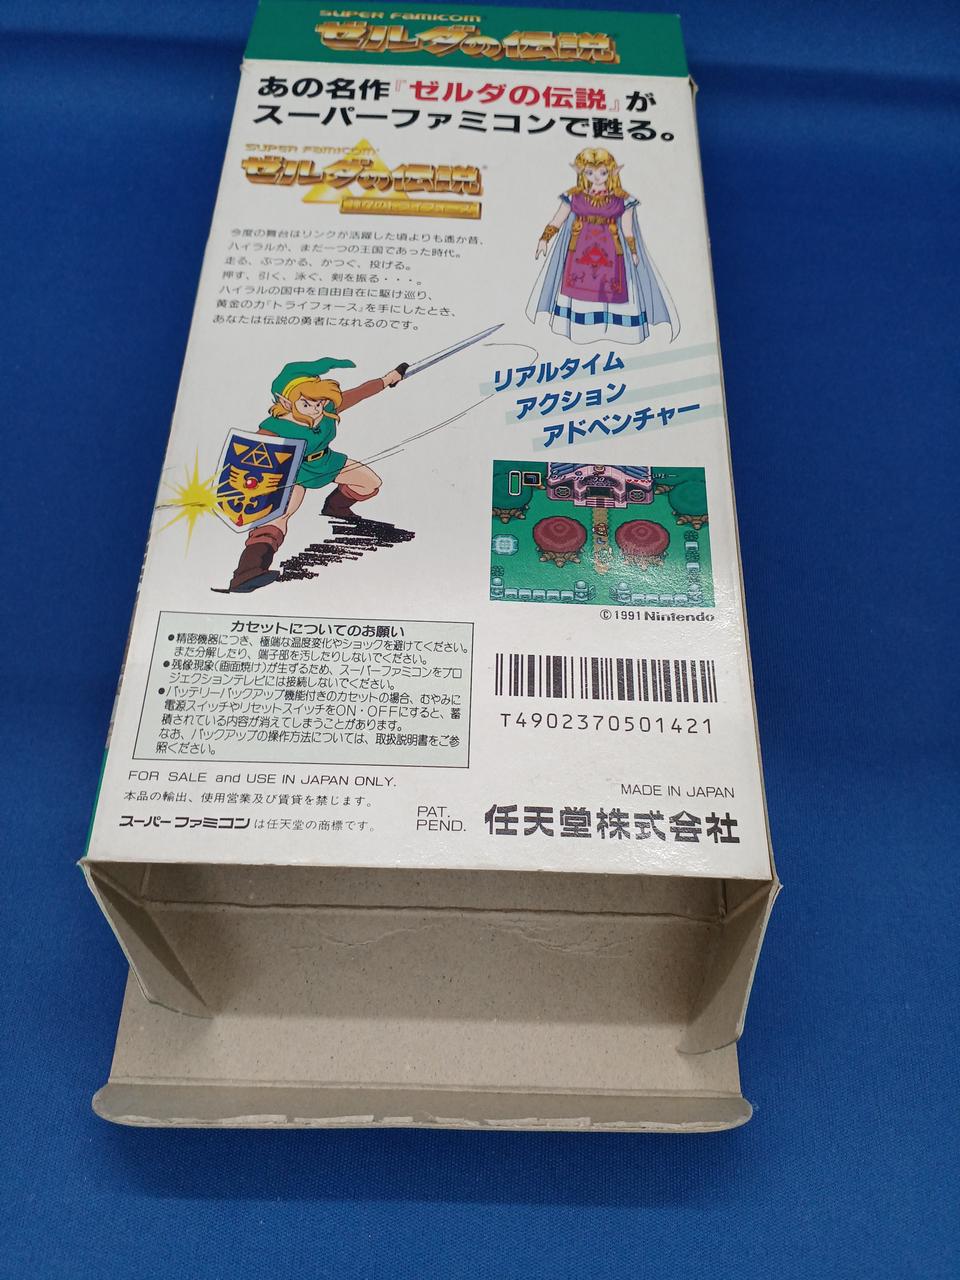 SUPER FAMICOM
ゼルダの伝説
あの名作『ゼルダの伝説』が
スーパーファミコンで甦る。
SUPER FAMICOM
ゼルダの伝説
神々のトライフォース
今度の舞台はリンクが活躍した頃よりも遙か昔、
ハイラルが、まだ一つの王国であった時代。
走る、ぶつかる、かつぐ、投げる。
押す、引く、泳ぐ、剣を振る・・・。
ハイラルの国中を自由自在に駆け巡り、
黄金の力『トライフォース』を手にしたとき、
あなたは伝説の勇者になれるのです。
リアルタイム
アクション
アドベンチャー
©1991 Nintendo
カセットについてのお願い
●精密機器につき、極端な温度変化やショックを避けてください。
また分解したり、端子部を汚したりしないでください。
●残像現象(画面焼け)が生ずるため、スーパーファミコンをプロ
ジェクションテレビには接続しないでください。
●バッテリーバックアップ機能付きのカセットの場合、むやみに
電源スイッチやリセットスイッチをON・OFFにすると、蓄
積されている内容が消えてしまうことがあります。
なお、バックアップの操作方法については、取扱説明書をご参
照ください。
T4902370501421
FOR SALE and USE IN JAPAN ONLY.
本品の輸出、使用営業及び賃貸を禁じます。
スーパーファミコンは任天堂の商標です。
PAT.
PEND.
MADE IN JAPAN
任天堂株式会社